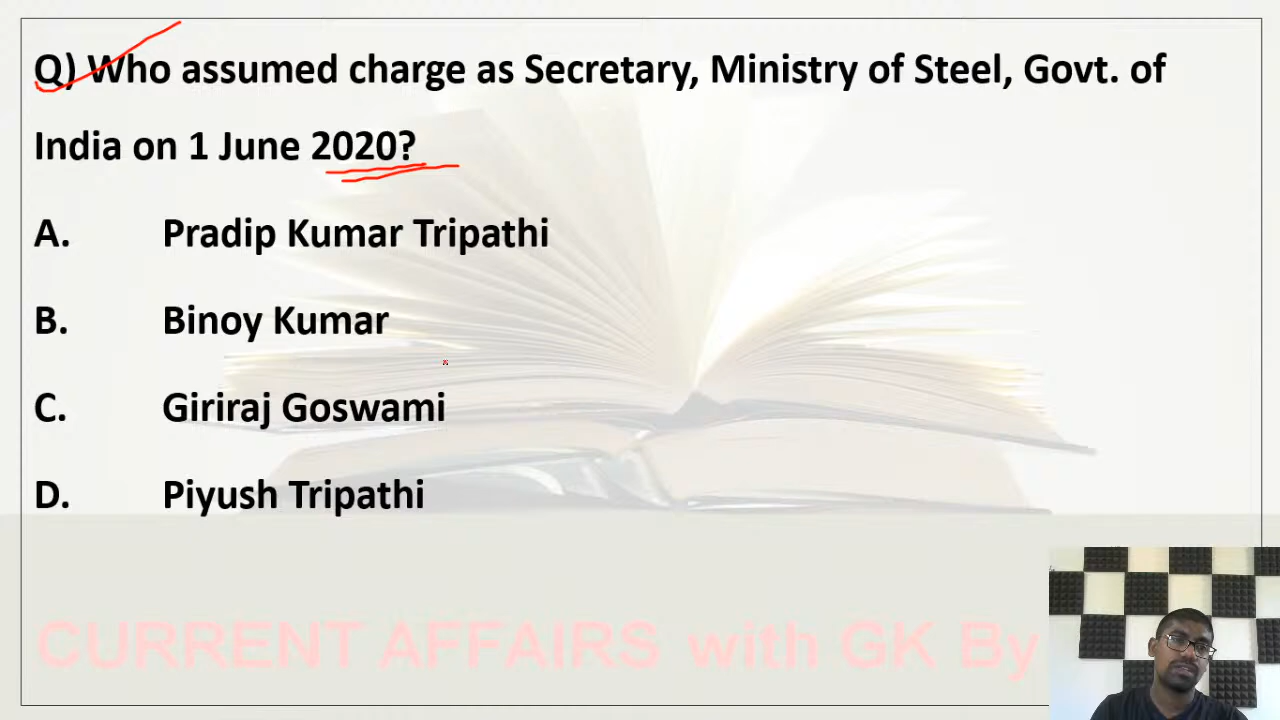 Q) Who assumed charge as Secretary, Ministry of Steel, Govt. of
India on 1 June 2020?
A. Pradip Kumar Tripathi
B. Binoy Kumar
C. Giriraj Goswami
D. Piyush Tripathi
CURRENT AFFAIRS with GK By